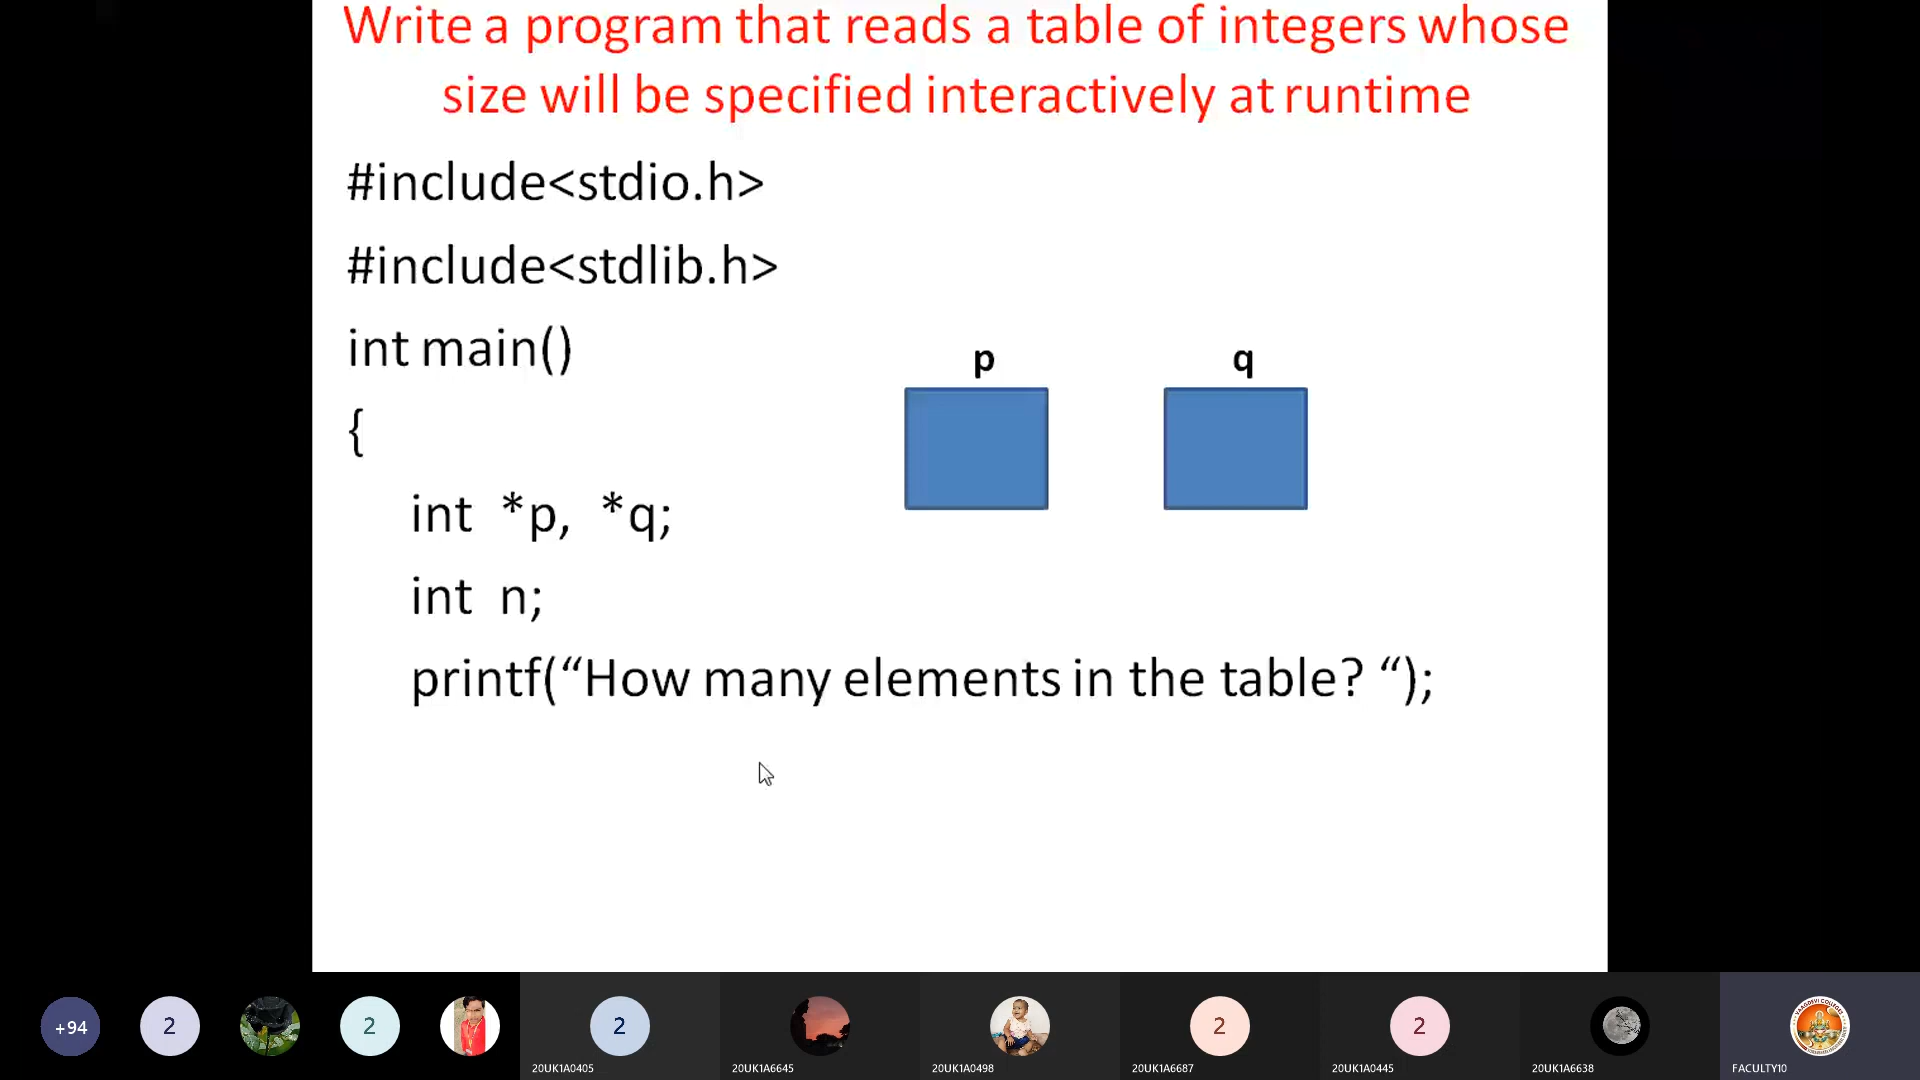 Write a program that reads a table of integers whose
size will be specified interactively at runtime
#include<stdio.h>
#include<stdlib.h>
int main()
{
p q
int *p, *q;
int n;
printf(“How many elements in the table? “);
+94 2 2 2 2 2
20UK1A0405 20UK1A6645 20UK1A0498 20UK1A6687 20UK1A0445 20UK1A6638 FACULTY10